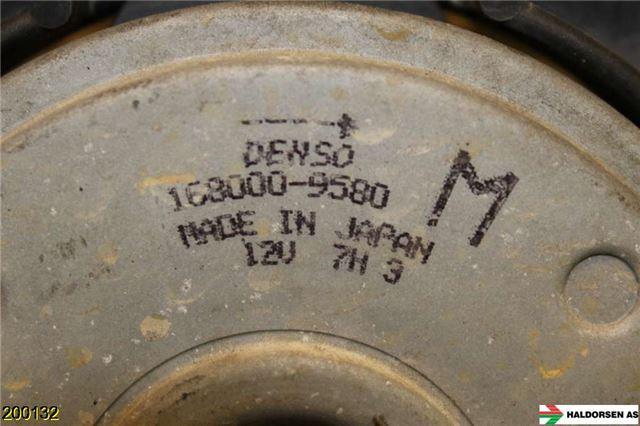 DENSO
168000-9580
M
MADE IN JAPAN
12V 7H 3
200132
HALDORSEN AS